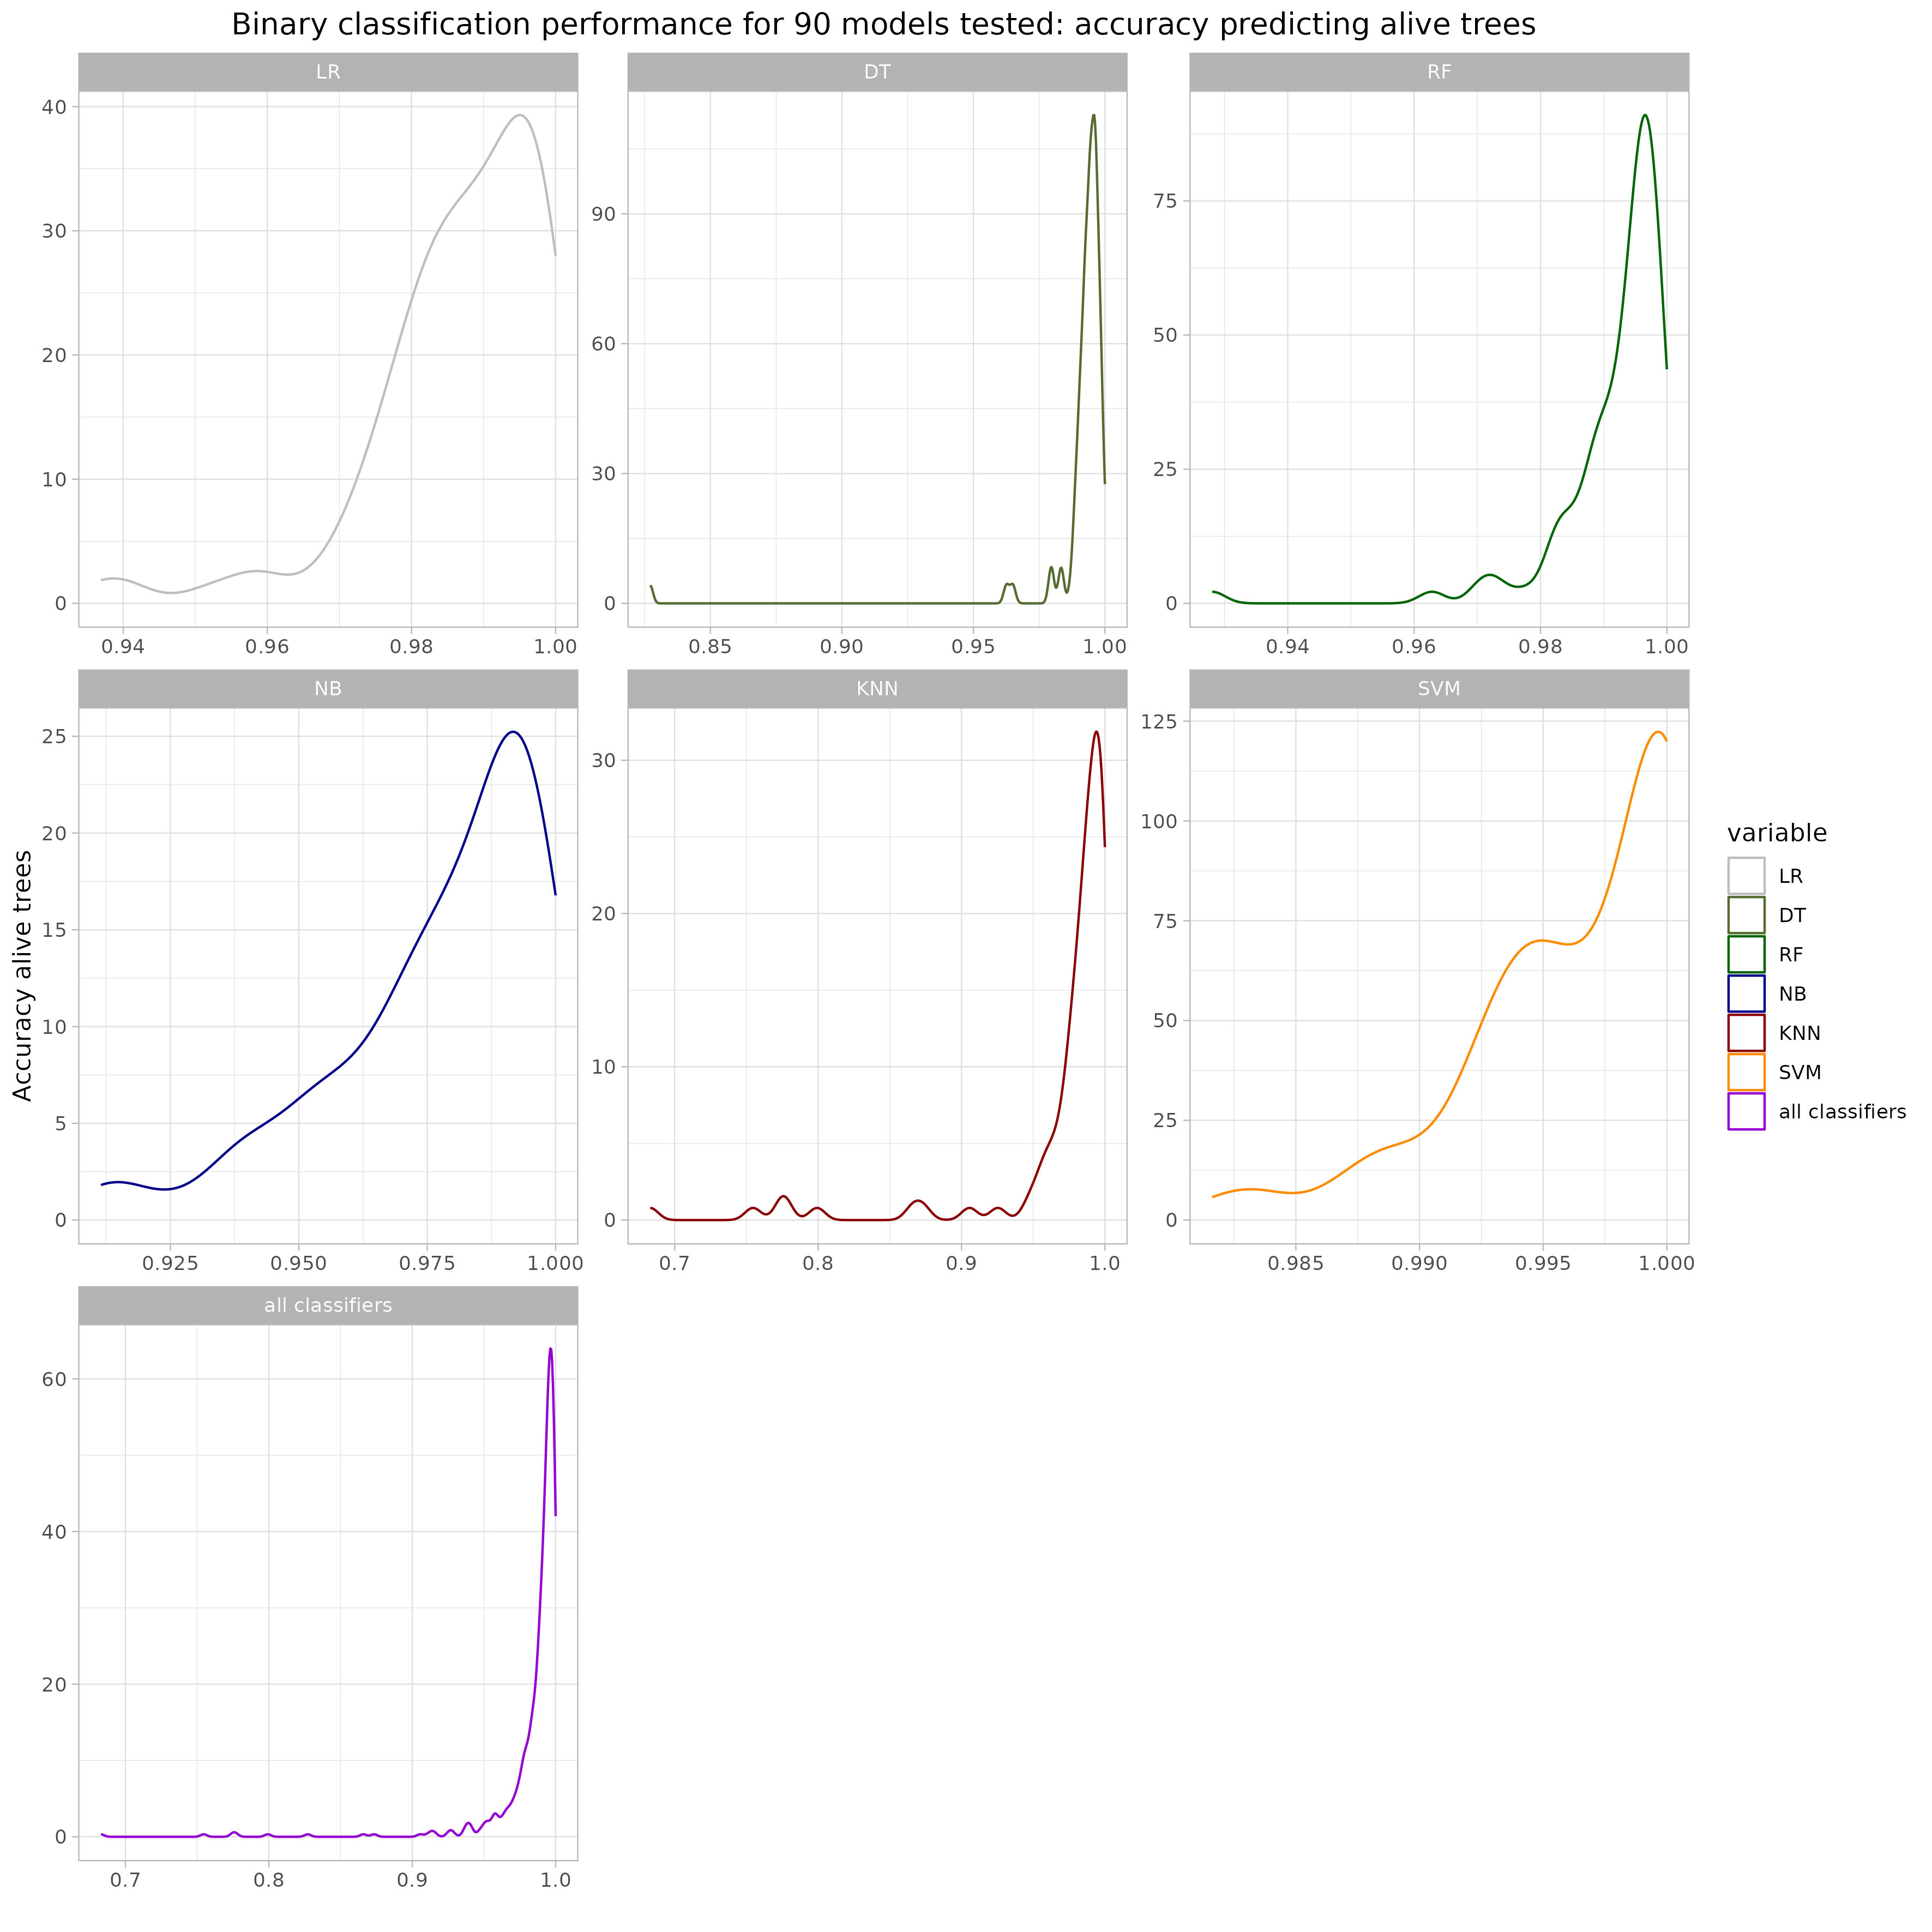 Binary classification performance for 90 models tested: accuracy predicting alive trees
LR
DT
RF
40
30
20
10
0
0.94 0.96 0.98 1.00
90
60
30
0
0.85 0.90 0.95 1.00
75
50
25
0
0.94 0.96 0.98 1.00
NB
KNN
SVM
25
20
15
10
5
0
0.925 0.950 0.975 1.000
30
20
10
0
0.7 0.8 0.9 1.0
125
100
75
50
25
0
0.985 0.990 0.995 1.000
all classifiers
60
40
20
0
0.7 0.8 0.9 1.0
Accuracy alive trees
variable
LR
DT
RF
NB
KNN
SVM
all classifiers